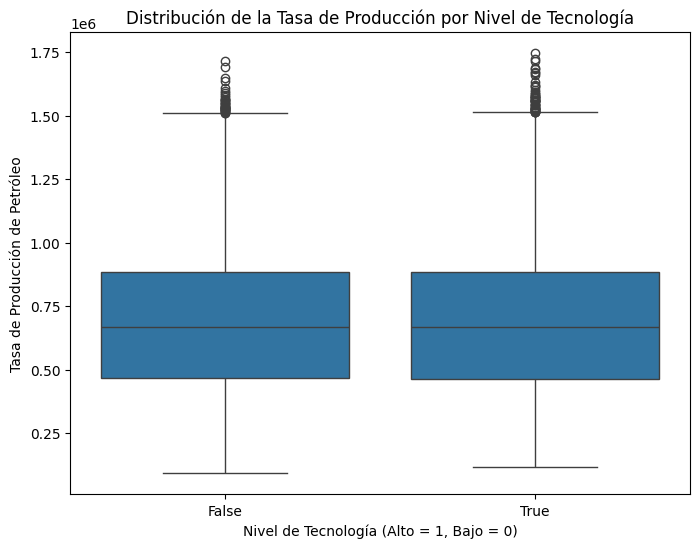 Distribución de la Tasa de Producción por Nivel de Tecnología
1e6
1.75
1.50
1.25
1.00
0.75
0.50
0.25
Tasa de Producción de Petróleo
False
True
Nivel de Tecnología (Alto = 1, Bajo = 0)